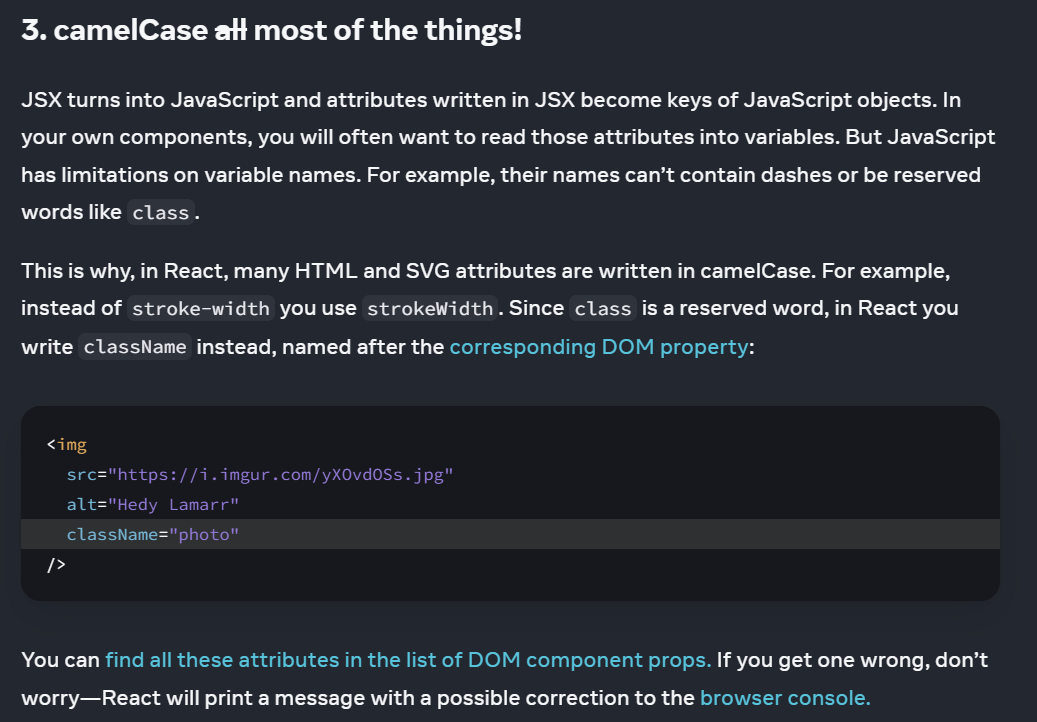 3. camelCase all most of the things!
JSX turns into JavaScript and attributes written in JSX become keys of JavaScript objects. In
your own components, you will often want to read those attributes into variables. But JavaScript
has limitations on variable names. For example, their names can’t contain dashes or be reserved
words like class.
This is why, in React, many HTML and SVG attributes are written in camelCase. For example,
instead of stroke-width you use strokeWidth. Since class is a reserved word, in React you
write className instead, named after the corresponding DOM property:
<img
src="https://i.imgur.com/yXOvdOSs.jpg"
alt="Hedy Lamarr"
className="photo"
/>
You can find all these attributes in the list of DOM component props. If you get one wrong, don’t
worry—React will print a message with a possible correction to the browser console.